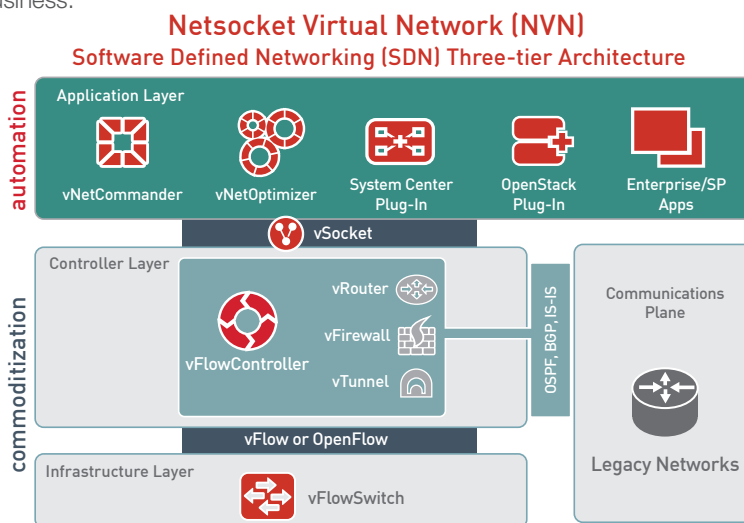 usiness.
Netsocket Virtual Network (NVN)
Software Defined Networking (SDN) Three-tier Architecture
automation
Application Layer
vNetCommander
vNetOptimizer
System Center
Plug-In
OpenStack
Plug-In
Enterprise/SP
Apps
vSocket
commoditization
Controller Layer
vFlowController
vRouter
vFirewall
vTunnel
OSPF, BGP, IS-IS
Communications
Plane
Legacy Networks
vFlow or OpenFlow
Infrastructure Layer
vFlowSwitch